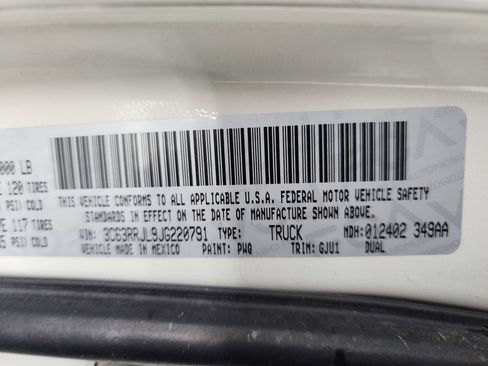 000 LB
120 TIRES
PSI) COLD
117 TIRES
PSI) COLD
THIS VEHICLE CONFORMS TO ALL APPLICABLE U.S.A. FEDERAL MOTOR VEHICLE SAFETY
STANDARDS IN EFFECT ON THE DATE OF MANUFACTURE SHOWN ABOVE.
VIN: 3C63RRJL9JG220791 TYPE: TRUCK MDH: 012402 349AA
VEHICLE MADE IN MEXICO PAINT: PWQ TRIM: GJU1 DUAL